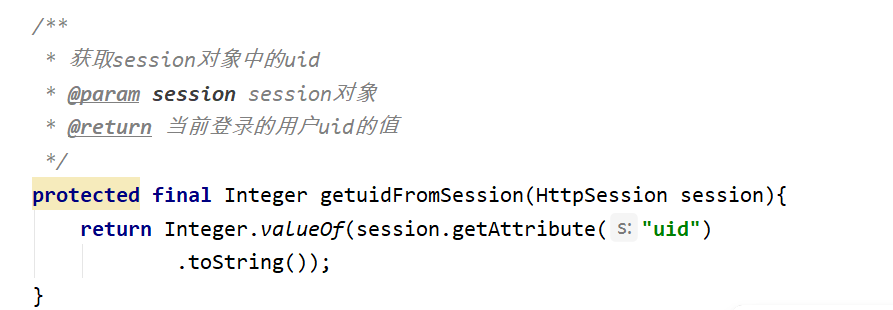 /**
 * 获取session对象中的uid
 * @param session session对象
 * @return 当前登录的用户uid的值
 */
protected final Integer getuidFromSession(HttpSession session){
    return Integer.valueOf(session.getAttribute( s: "uid")
            .toString());
}